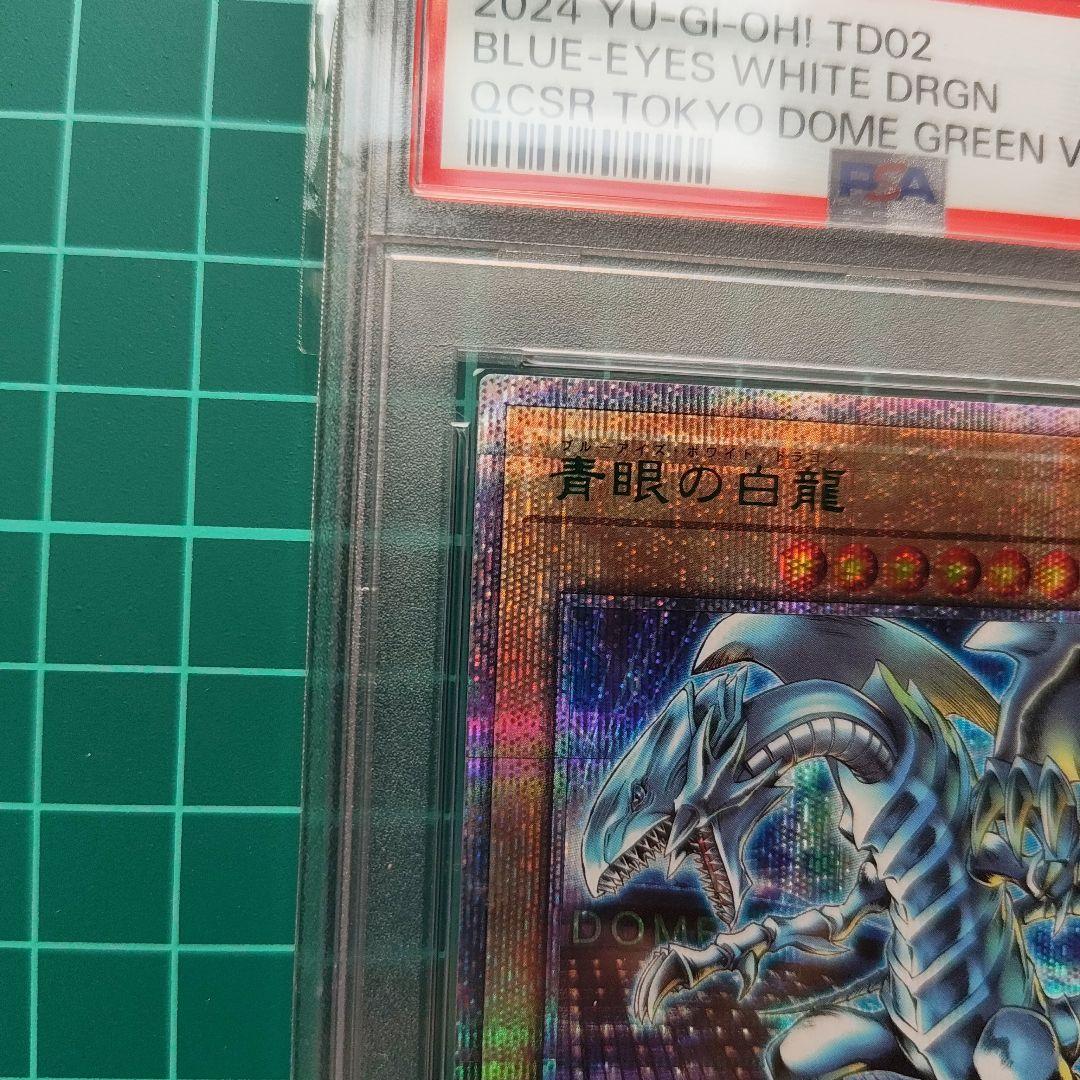 2024 YU-GI-OH! TD02
BLUE-EYES WHITE DRGN
QCSR TOKYO DOME GREEN V
PSA
ブルーアイズ・ホワイト・ドラゴン
青眼の白龍
DOME